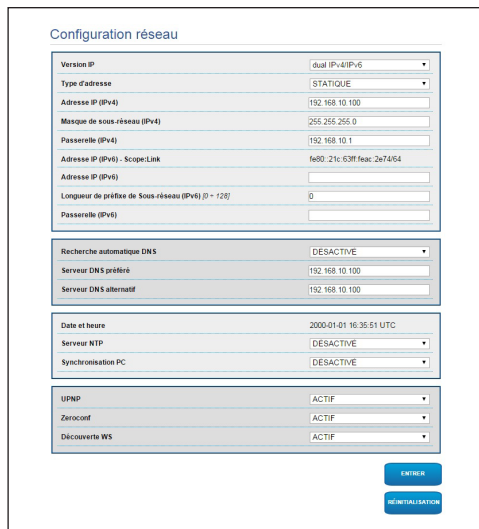 Configuration réseau
Version IP dual IPv4/IPv6
Type d'adresse STATIQUE
Adresse IP (IPv4) 192.168.10.100
Masque de sous-réseau (IPv4) 255.255.255.0
Passerelle (IPv4) 192.168.10.1
Adresse IP (IPv6) - Scope:Link fe80::21c:63ff:feac:2e74/64
Adresse IP (IPv6)
Longueur de préfixe de Sous-réseau (IPv6) [0 ÷ 128] 0
Passerelle (IPv6)
Recherche automatique DNS DÉSACTIVÉ
Serveur DNS préféré 192.168.10.100
Serveur DNS alternatif 192.168.10.100
Date et heure 2000-01-01 16:35:51 UTC
Serveur NTP DÉSACTIVÉ
Synchronisation PC DÉSACTIVÉ
UPNP ACTIF
Zeroconf ACTIF
Découverte WS ACTIF
ENTRER
RÉINITIALISATION